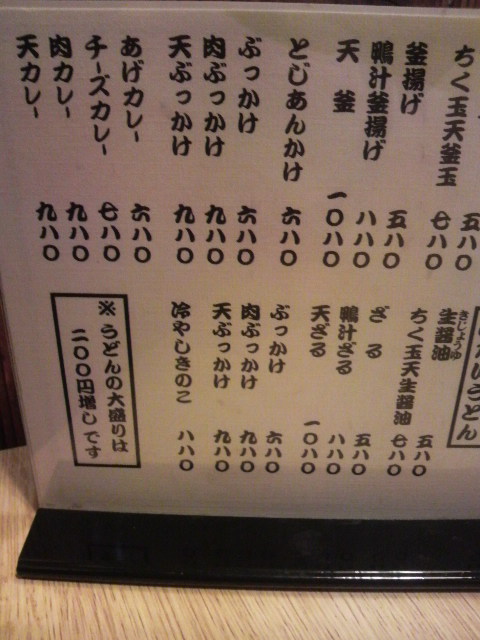 五八〇
ちく玉天釜玉 七八〇
釜揚げ 五八〇
鴨汁釜揚げ 八八〇
天釜 一〇八〇
とじあんかけ 六八〇
ぶっかけ 六八〇
肉ぶっかけ 九八〇
天ぶっかけ 九八〇
あげカレー 六八〇
チーズカレー 七八〇
肉カレー 九八〇
天カレー 九八〇
うどん
生醤油 きじょうゆ 五八〇
ちく玉天生醤油 七八〇
ざる 五八〇
鴨汁ざる 八八〇
天ざる 一〇八〇
ぶっかけ 六八〇
肉ぶっかけ 九八〇
天ぶっかけ 九八〇
冷やしきのこ 八八〇
※うどんの大盛りは
二〇〇円増しです